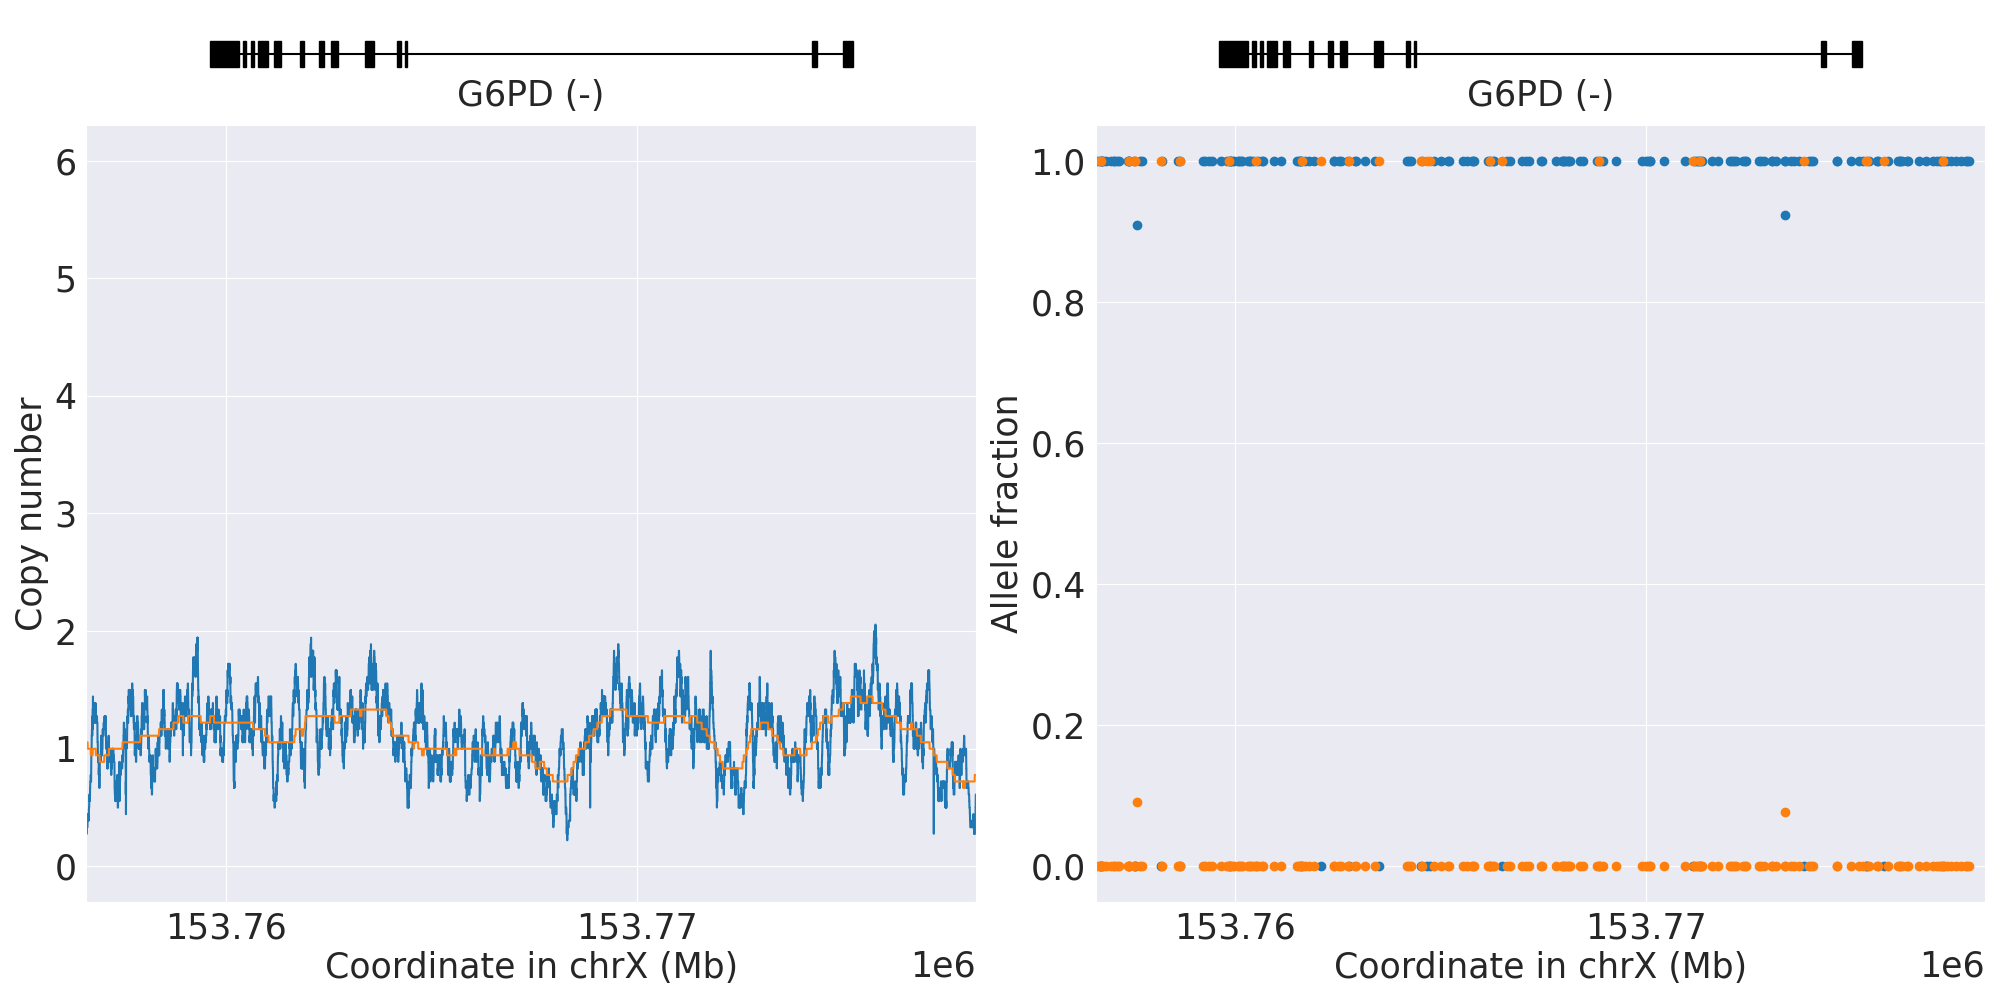 G6PD (-)
6
5
4
3
2
1
0
Copy number
153.76
153.77
Coordinate in chrX (Mb)
1e6
G6PD (-)
1.0
0.8
0.6
0.4
0.2
0.0
Allele fraction
153.76
153.77
Coordinate in chrX (Mb)
1e6